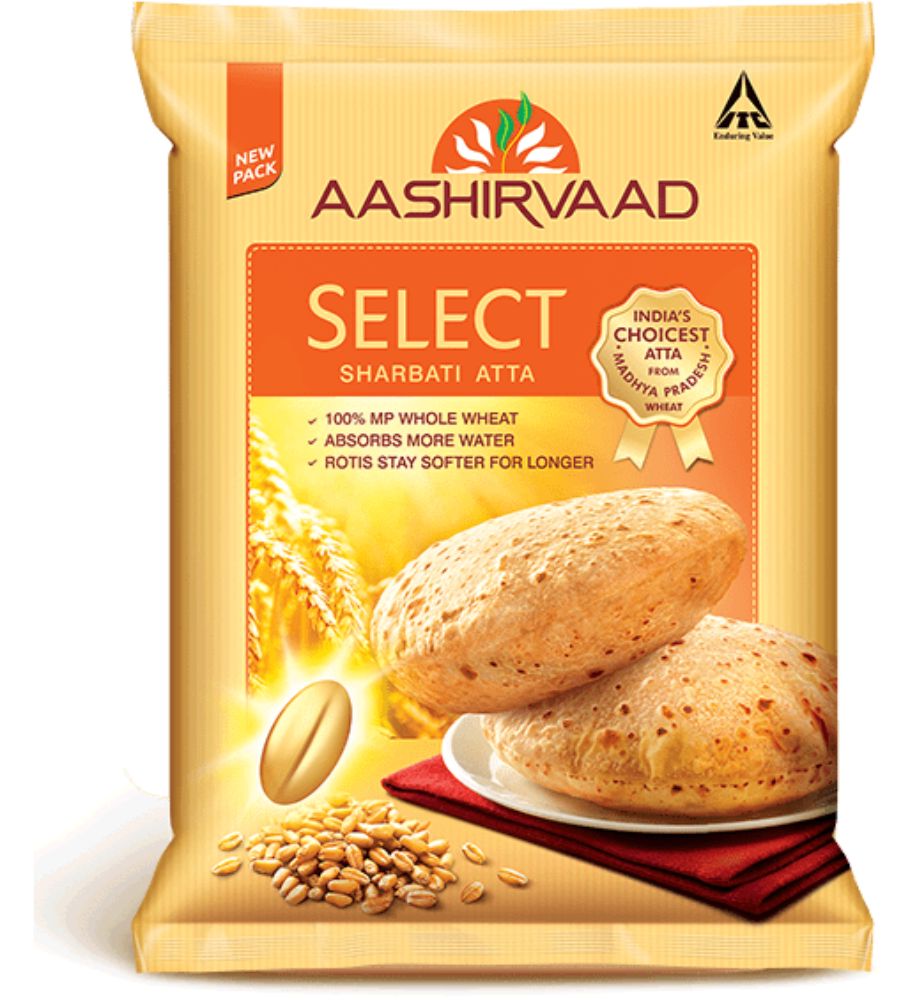 NEW
PACK
ITC
Enduring Value
AASHIRVAAD
SELECT
SHARBATI ATTA
INDIA'S
CHOICEST
ATTA
FROM
• MADHYA PRADESH •
WHEAT
✓ 100% MP WHOLE WHEAT
✓ ABSORBS MORE WATER
✓ ROTIS STAY SOFTER FOR LONGER